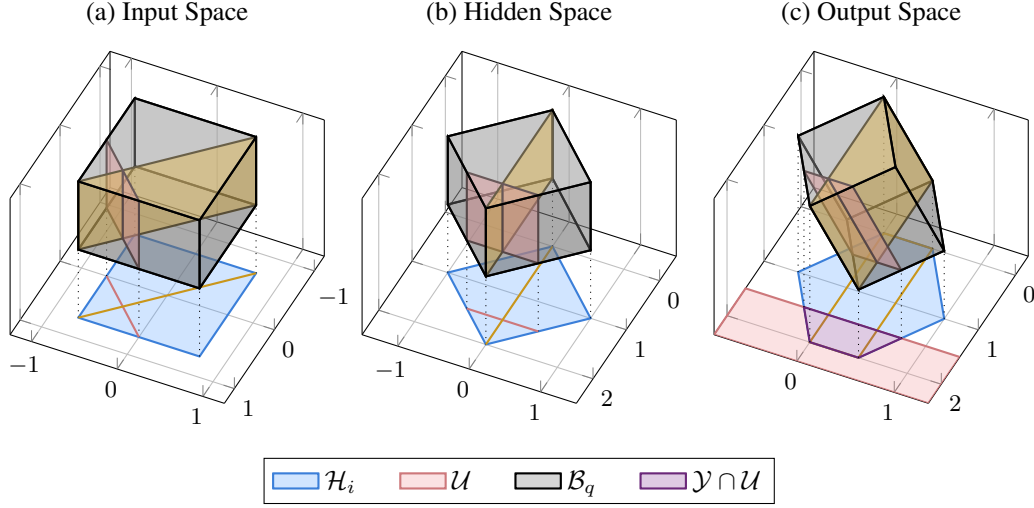 (a) Input Space (b) Hidden Space (c) Output Space
−1 0 1 −1 0 1
−1 0 1 0 1 2
0 1 0 1 2
ℋ_i 𝒰 ℬ_q 𝒴 ∩ 𝒰